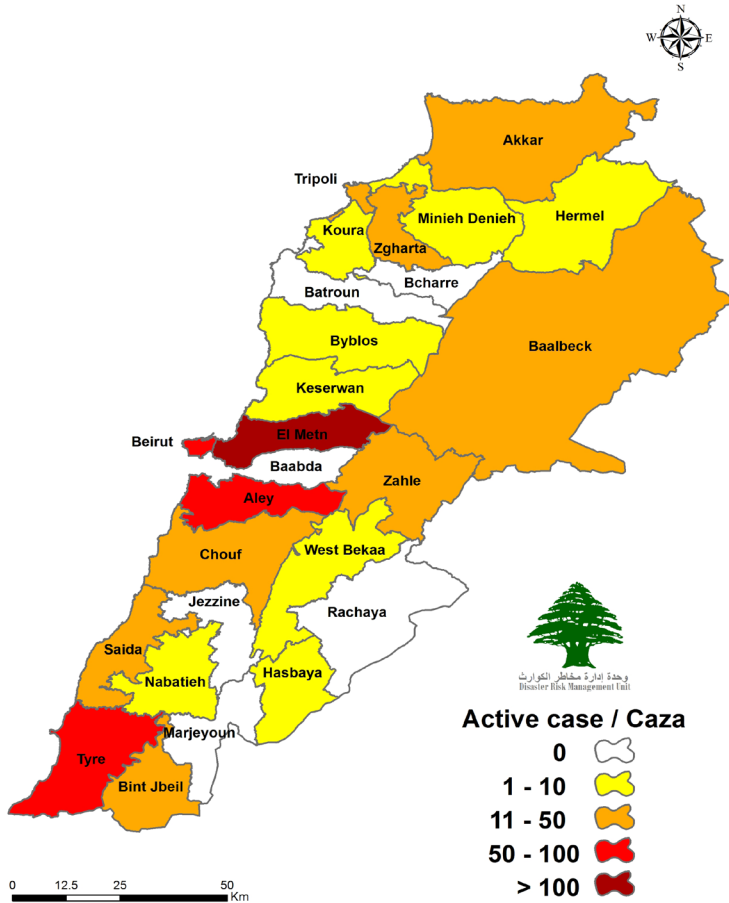 N
W E
S
Akkar
Tripoli
Minieh Denieh
Hermel
Koura
Zgharta
Bcharre
Batroun
Byblos
Baalbeck
Keserwan
El Metn
Beirut
Baabda
Zahle
Aley
West Bekaa
Chouf
Jezzine
Rachaya
Saida
Hasbaya
Nabatieh
وحدة إدارة مخاطر الكوارث
Disaster Risk Management Unit
Marjeyoun
Tyre
Bint Jbeil
Active case / Caza
0
1 - 10
11 - 50
50 - 100
> 100
0 12.5 25 50
Km